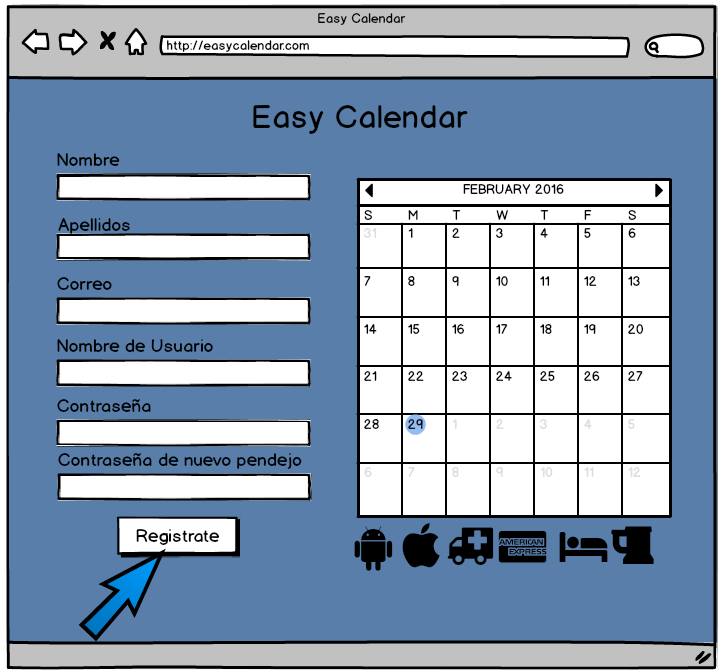 Easy Calendar
http://easycalendar.com
Easy Calendar
Nombre
Apellidos
Correo
Nombre de Usuario
Contraseña
Contraseña de nuevo pendejo
Registrate
FEBRUARY 2016
S M T W T F S
31 1 2 3 4 5 6
7 8 9 10 11 12 13
14 15 16 17 18 19 20
21 22 23 24 25 26 27
28 29 1 2 3 4 5
6 7 8 9 10 11 12
AMERICAN
EXPRESS